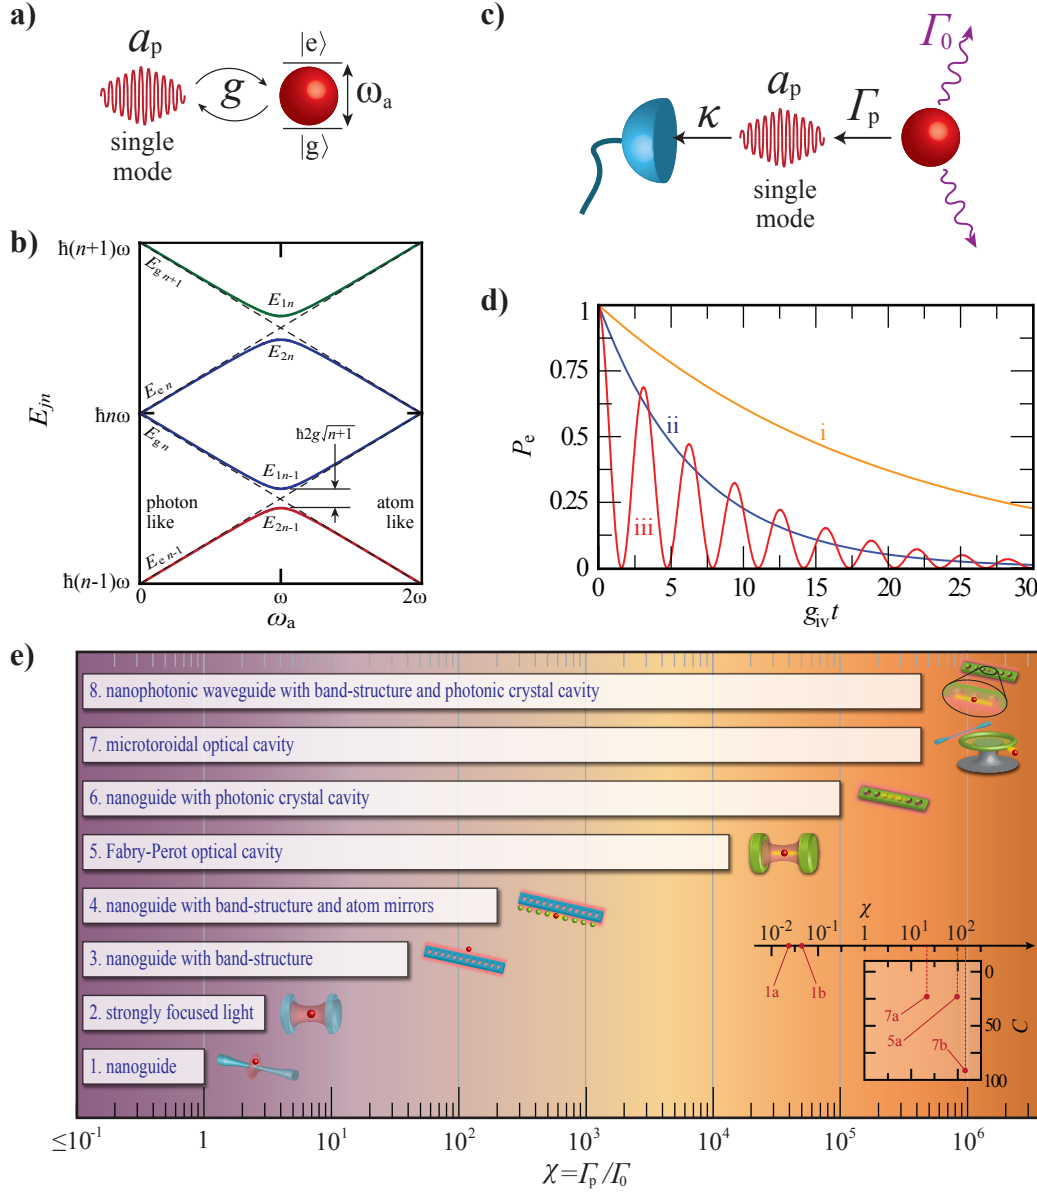 a)
a_p
g
|e⟩
ω_a
|g⟩
single
mode
b)
ħ(n+1)ω
ħnω
ħ(n-1)ω
E_jn
E_g n+1
E_1n
E_2n
E_e n
E_g n
ħ2g√n+1
E_1n-1
E_2n-1
E_e n-1
photon
like
atom
like
0
ω
2ω
ω_a
c)
Γ_0
a_p
κ
Γ_p
single
mode
d)
P_e
1
0.75
0.5
0.25
0
i
ii
iii
0
5
10
15
20
25
30
g_iv t
e)
8. nanophotonic waveguide with band-structure and photonic crystal cavity
7. microtoroidal optical cavity
6. nanoguide with photonic crystal cavity
5. Fabry-Perot optical cavity
4. nanoguide with band-structure and atom mirrors
3. nanoguide with band-structure
2. strongly focused light
1. nanoguide
χ
10^-2
10^-1
1
10^1
10^2
1a
1b
7a
5a
7b
0
50
100
C
≤10^-1
1
10^2
10^3
10^4
10^5
10^6
χ=Γ_p/Γ_0